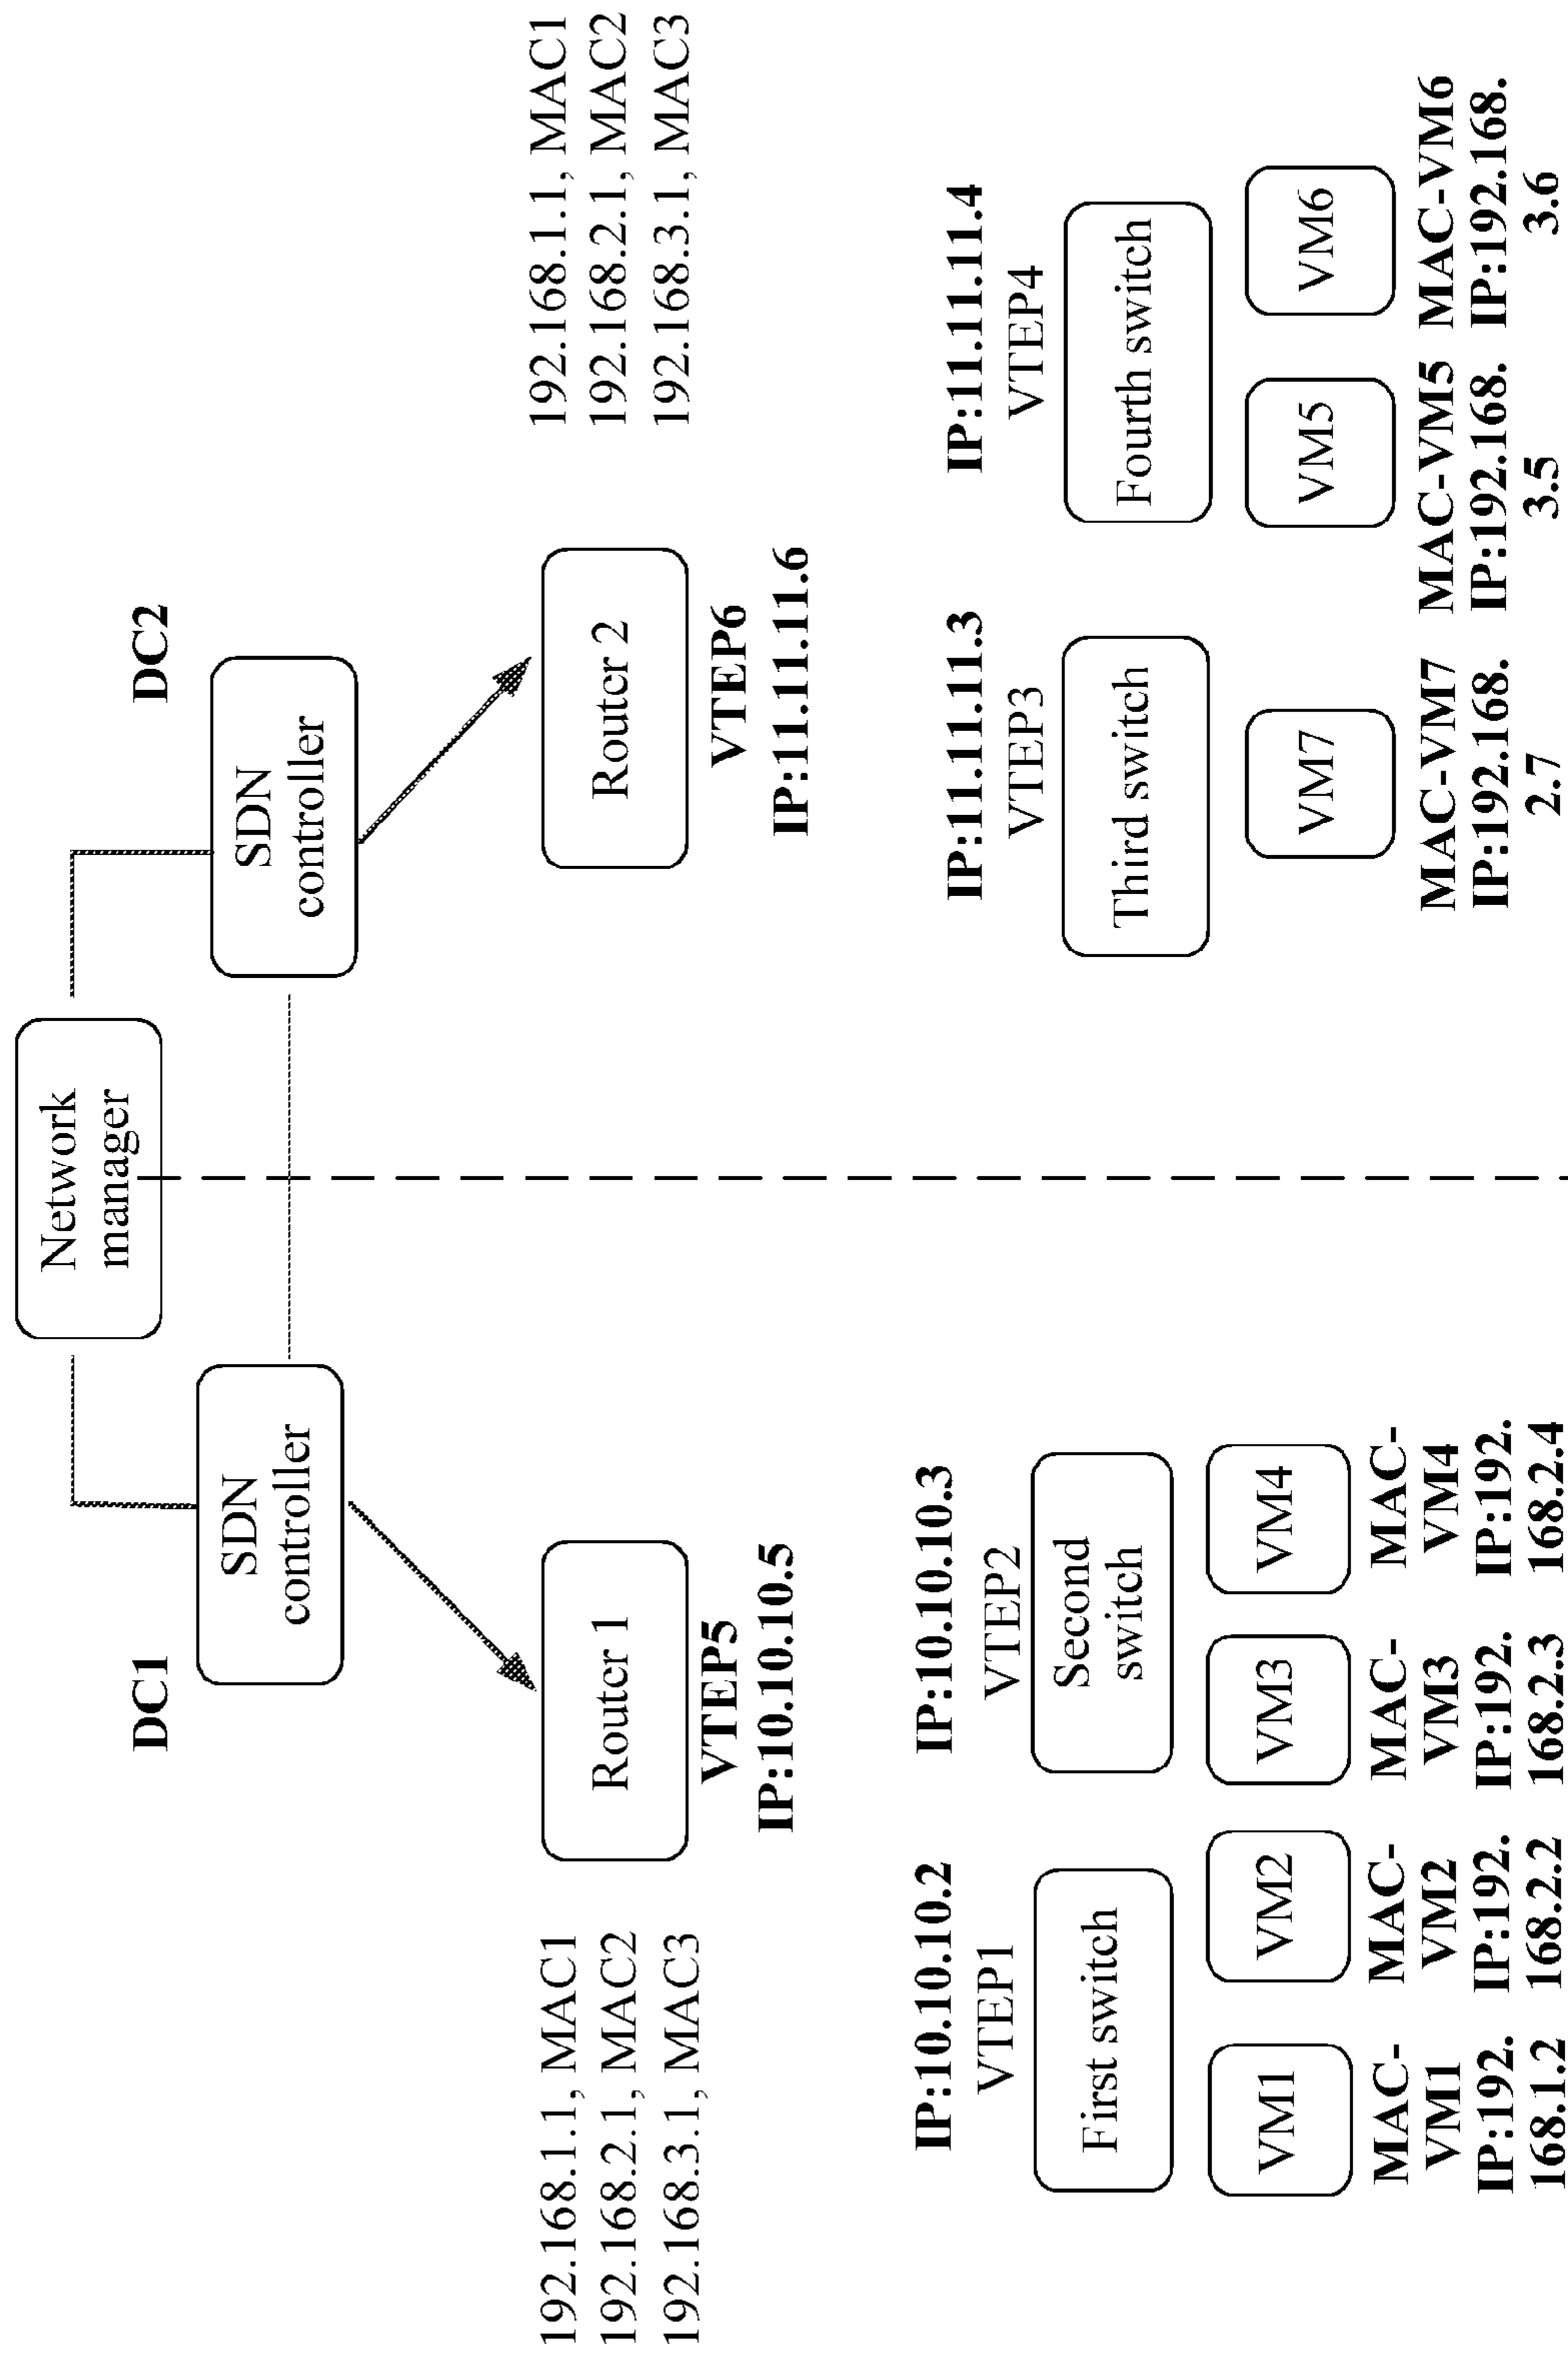 Network
manager
DC1
DC2
SDN
controller
SDN
controller
192.168.1.1, MAC1
192.168.2.1, MAC2
192.168.3.1, MAC3
Router 1
VTEP5
IP:10.10.10.5
Router 2
VTEP6
IP:11.11.11.6
192.168.1.1, MAC1
192.168.2.1, MAC2
192.168.3.1, MAC3
IP:10.10.10.2
VTEP1
First switch
IP:10.10.10.3
VTEP2
Second
switch
IP:11.11.11.3
VTEP3
Third switch
IP:11.11.11.4
VTEP4
Fourth switch
VM1
MAC-
VM1
IP:192.
168.1.2
VM2
MAC-
VM2
IP:192.
168.2.2
VM3
MAC-
VM3
IP:192.
168.2.3
VM4
MAC-
VM4
IP:192.
168.2.4
VM7
MAC-VM7
IP:192.168.
2.7
VM5
MAC-VM5
IP:192.168.
3.5
VM6
MAC-VM6
IP:192.168.
3.6